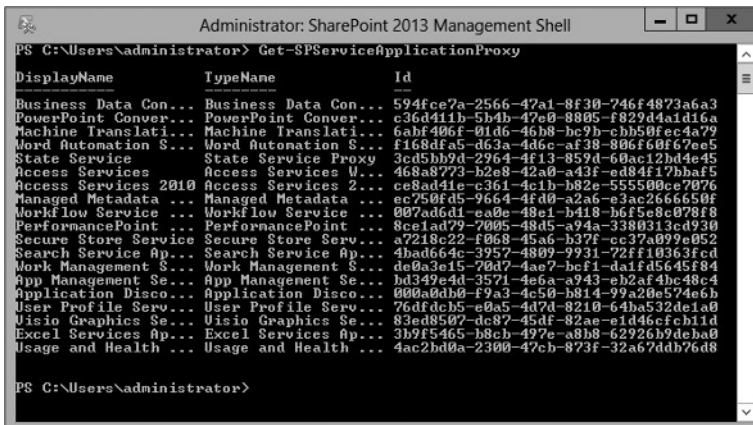 Administrator: SharePoint 2013 Management Shell
PS C:\Users\administrator> Get-SPServiceApplicationProxy
DisplayName TypeName Id
----------- -------- --
Business Data Con... Business Data Con... 594fce7a-2566-47a1-8f30-746f4873a6a3
PowerPoint Conver... PowerPoint Conver... c36d411b-5b4b-47e0-8805-f829d4a1d16a
Machine Translati... Machine Translati... 6abf406f-01d6-46b8-bc9b-cbb50fec4a79
Word Automation S... Word Automation S... f168dfa5-d63a-4d6c-af38-806f60f67ee5
State Service State Service Proxy 3cd5bb9d-2964-4f13-859d-60ac12bd4e45
Access Services Access Services W... 468a8773-b2e8-42a0-a43f-ed84f17bbaf5
Access Services 2010 Access Services 2... ce8ad41e-c361-4c1b-b82e-555500ce7076
Managed Metadata ... Managed Metadata ... ec750fd5-9664-4fd0-a2a6-e3ac2666650f
Workflow Service ... Workflow Service ... 007ad6d1-ea0e-48e1-b418-b6f5e8c078f8
PerformancePoint ... PerformancePoint ... 8ce1ad79-7005-48d5-a94a-3380313cd930
Secure Store Service Secure Store Serv... a7218c22-f068-45a6-b37f-cc37a099e052
Search Service Ap... Search Service Ap... 4bad664c-3957-4809-9931-72ff10363fcd
Work Management S... Work Management S... de0a3e15-70d7-4ae7-bcf1-da1fd5645f84
App Management Se... App Management Se... bd349e4d-3571-4e6a-a943-eb2af4bc48c4
Application Disco... Application Disco... 000a0db0-f9a3-4c50-b814-99a20e574e6b
User Profile Serv... User Profile Serv... 76dfdcb5-e0a5-4d7d-8210-64ba532de1a0
Visio Graphics Se... Visio Graphics Se... 83ed8507-dc87-45df-82ae-e1d46cfcb11d
Excel Services Ap... Excel Services Ap... 3b9f5465-b8cb-497e-a8b8-62926b9deba0
Usage and Health ... Usage and Health ... 4ac2bd0a-2300-47cb-873f-32a67ddb76d8
PS C:\Users\administrator>